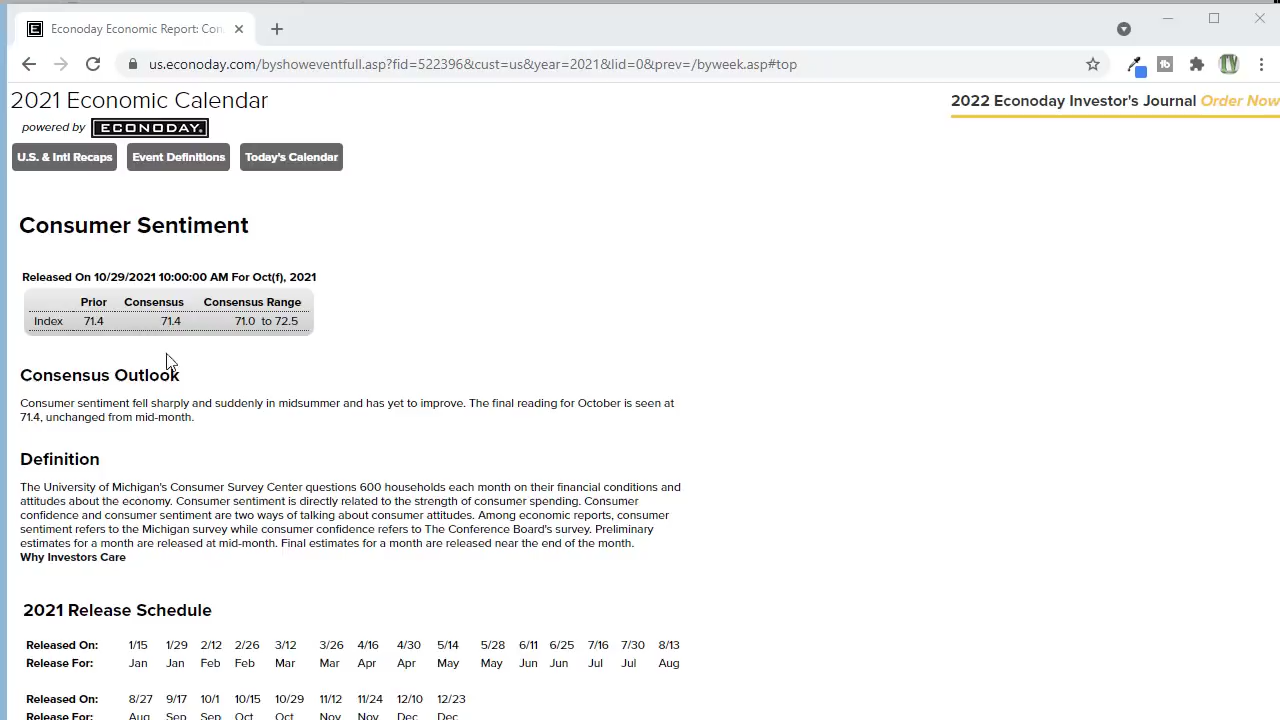 Econoday Economic Report: Con
us.econoday.com/byshoweventfull.asp?fid=522396&cust=us&year=2021&lid=0&prev=/byweek.asp#top
2021 Economic Calendar
2022 Econoday Investor's Journal Order Now
powered by ECONODAY.
U.S. & Intl Recaps Event Definitions Today's Calendar
Consumer Sentiment
Released On 10/29/2021 10:00:00 AM For Oct(f), 2021
Prior Consensus Consensus Range
Index 71.4 71.4 71.0 to 72.5
Consensus Outlook
Consumer sentiment fell sharply and suddenly in midsummer and has yet to improve. The final reading for October is seen at
71.4, unchanged from mid-month.
Definition
The University of Michigan's Consumer Survey Center questions 600 households each month on their financial conditions and
attitudes about the economy. Consumer sentiment is directly related to the strength of consumer spending. Consumer
confidence and consumer sentiment are two ways of talking about consumer attitudes. Among economic reports, consumer
sentiment refers to the Michigan survey while consumer confidence refers to The Conference Board's survey. Preliminary
estimates for a month are released at mid-month. Final estimates for a month are released near the end of the month.
Why Investors Care
2021 Release Schedule
Released On: 1/15 1/29 2/12 2/26 3/12 3/26 4/16 4/30 5/14 5/28 6/11 6/25 7/16 7/30 8/13
Release For: Jan Jan Feb Feb Mar Mar Apr Apr May May Jun Jun Jul Jul Aug
Released On: 8/27 9/17 10/1 10/15 10/29 11/12 11/24 12/10 12/23
Release For: Aug Sep Sep Oct Oct Nov Nov Dec Dec